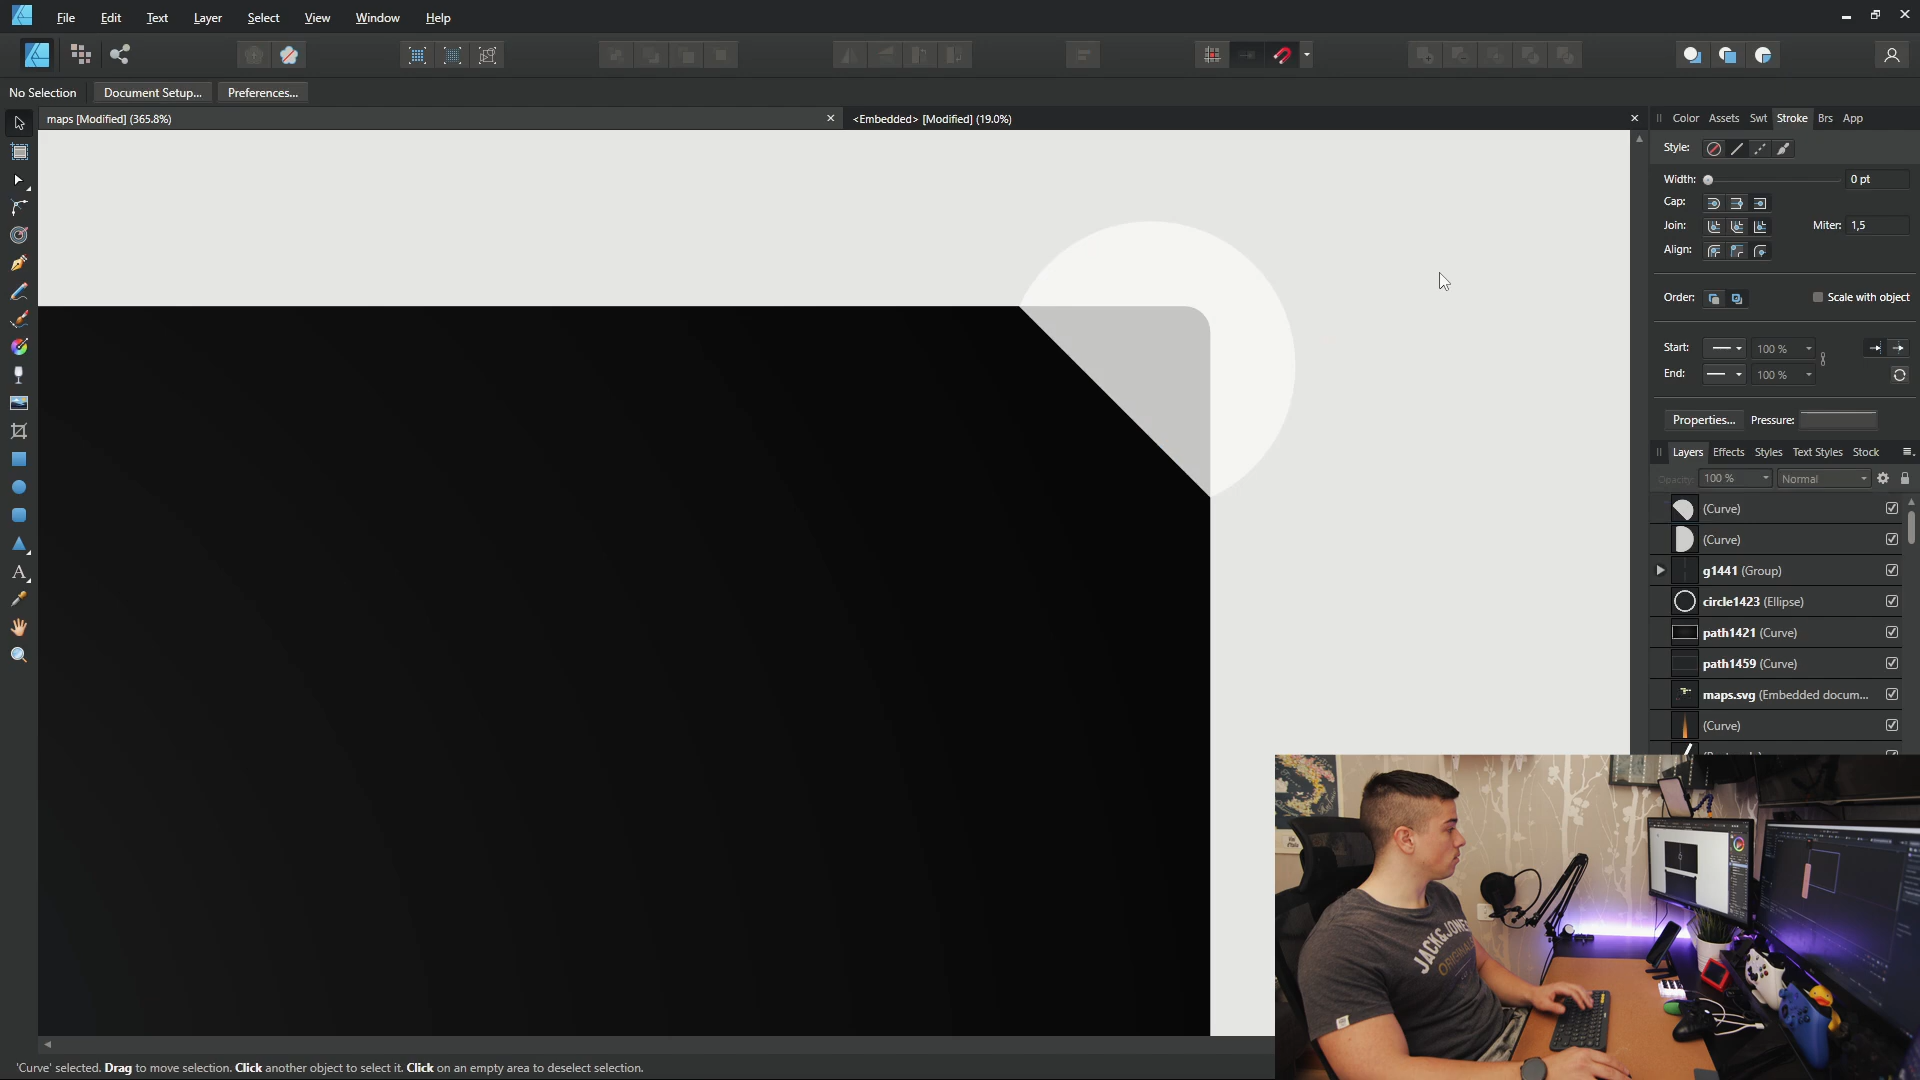 File Edit Text Layer Select View Window Help
No Selection Document Setup... Preferences...
maps [Modified] (365.8%)
<Embedded> [Modified] (19.0%)
Color Assets Swt Stroke Brs App
Style:
Width: 0 pt
Cap:
Join: Miter: 1,5
Align:
Order: Scale with object
Start: 100 %
End: 100 %
Properties... Pressure:
Layers Effects Styles Text Styles Stock
Opacity: 100 % Normal
(Curve)
(Curve)
g1441 (Group)
circle1423 (Ellipse)
path1421 (Curve)
path1459 (Curve)
maps.svg (Embedded docum...
(Curve)
JACK&JONES
ORIGINALS
'Curve' selected. Drag to move selection. Click another object to select it. Click on an empty area to deselect selection.